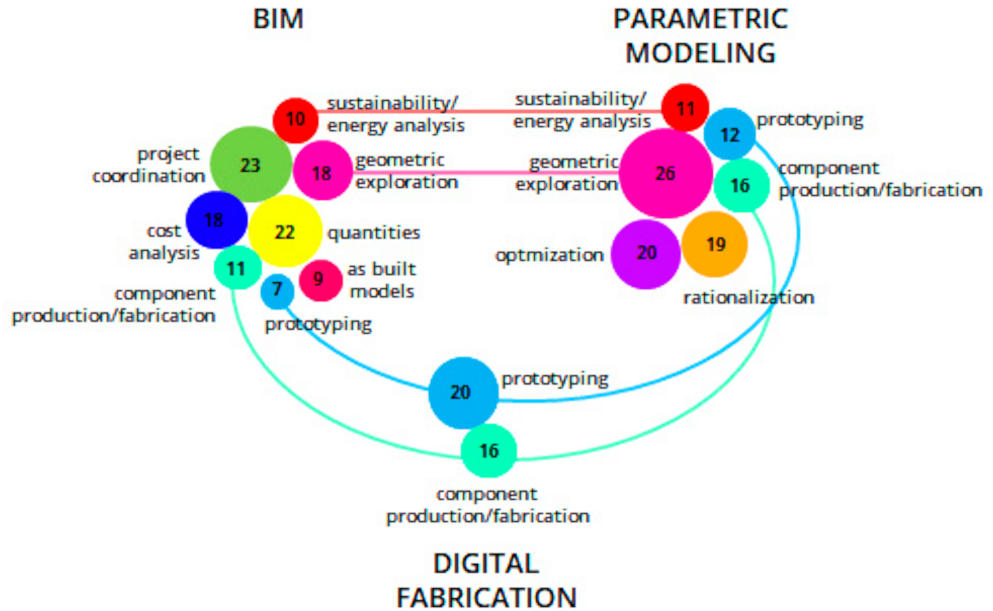 BIM
PARAMETRIC
MODELING
10
sustainability/
energy analysis
project
coordination
23
18
geometric
exploration
18
cost
analysis
22
quantities
11
component
production/fabrication
7
prototyping
9
as built
models
sustainability/
energy analysis
11
12
prototyping
geometric
exploration
26
16
component
production/fabrication
optmization
20
19
rationalization
20
prototyping
16
component
production/fabrication
DIGITAL
FABRICATION